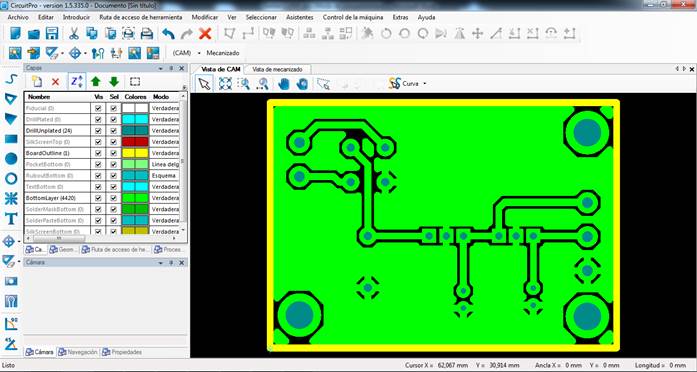 CircuitPro - version 1.5.335.0 - Documento [Sin título]
Archivo Editar Introducir Ruta de acceso de herramienta Modificar Ver Seleccionar Asistentes Control de la máquina Extras Ayuda
(CAM) Mecanizado
Capas
Vista de CAM Vista de mecanizado
Curva
Nombre Vis Sel Colores Modo
Fiducial (0) Verdadera
DrillPlated (0) Verdadera
DrillUnplated (24) Verdadera
SilkScreenTop (0) Verdadera
BoardOutline (1) Verdadera
PocketBottom (0) Línea delg
RuboutBottom (0) Esquema
TextBottom (0) Verdadera
BottomLayer (4420) Verdadera
SolderMaskBottom (0) Verdadera
SolderPasteBottom (0) Verdadera
SilkScreenBottom (0) Verdadera
Ca... Geom... Ruta de acceso de he... Proces...
Cámara
T
90
45
Cámara Navegación Propiedades
Listo Cursor X = 62,067 mm Y = 30,914 mm Ancla X = 0 mm Y = 0 mm Longitud = 0 mm